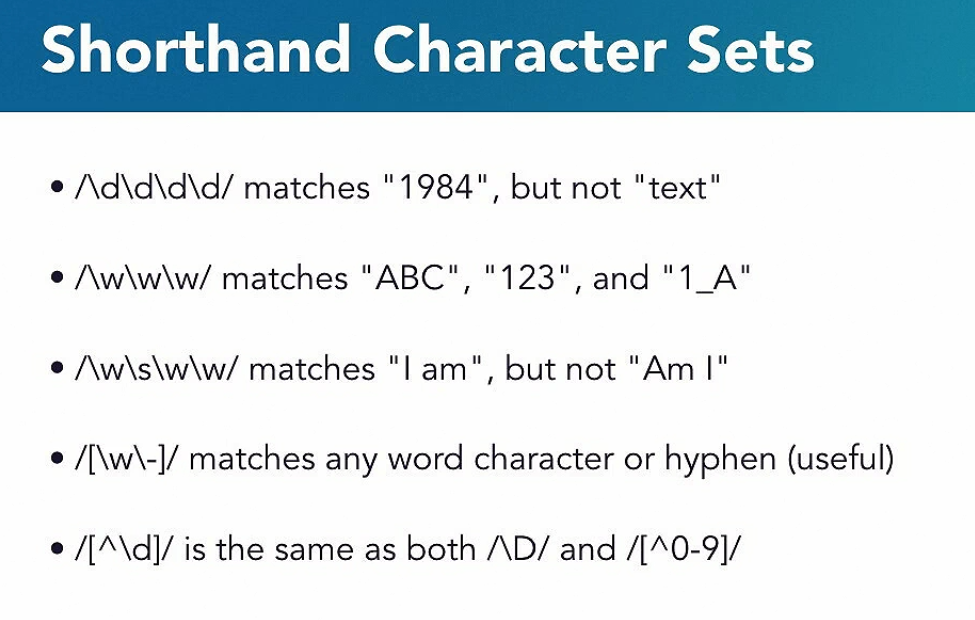 Shorthand Character Sets
• /\d\d\d\d/ matches "1984", but not "text"
• /\w\w\w/ matches "ABC", "123", and "1_A"
• /\w\s\w\w/ matches "I am", but not "Am I"
• /[\w\-]/ matches any word character or hyphen (useful)
• /[^\d]/ is the same as both /\D/ and /[^0-9]/